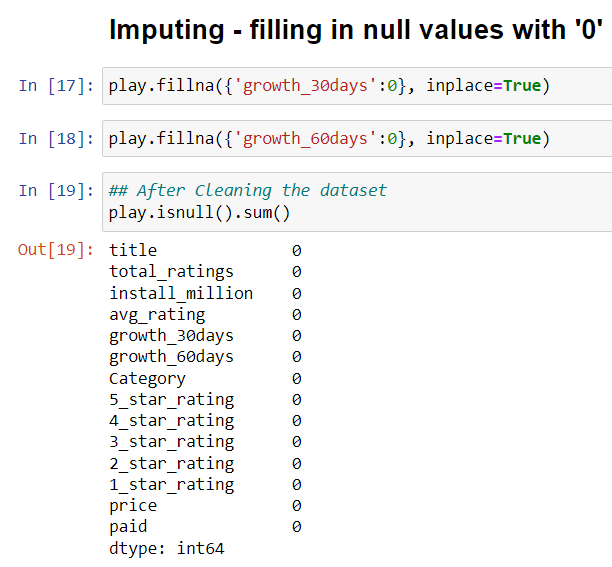 Imputing - filling in null values with '0'
In [17]: play.fillna({'growth_30days':0}, inplace=True)
In [18]: play.fillna({'growth_60days':0}, inplace=True)
In [19]: ## After Cleaning the dataset
play.isnull().sum()
Out[19]: title 0
total_ratings 0
install_million 0
avg_rating 0
growth_30days 0
growth_60days 0
Category 0
5_star_rating 0
4_star_rating 0
3_star_rating 0
2_star_rating 0
1_star_rating 0
price 0
paid 0
dtype: int64